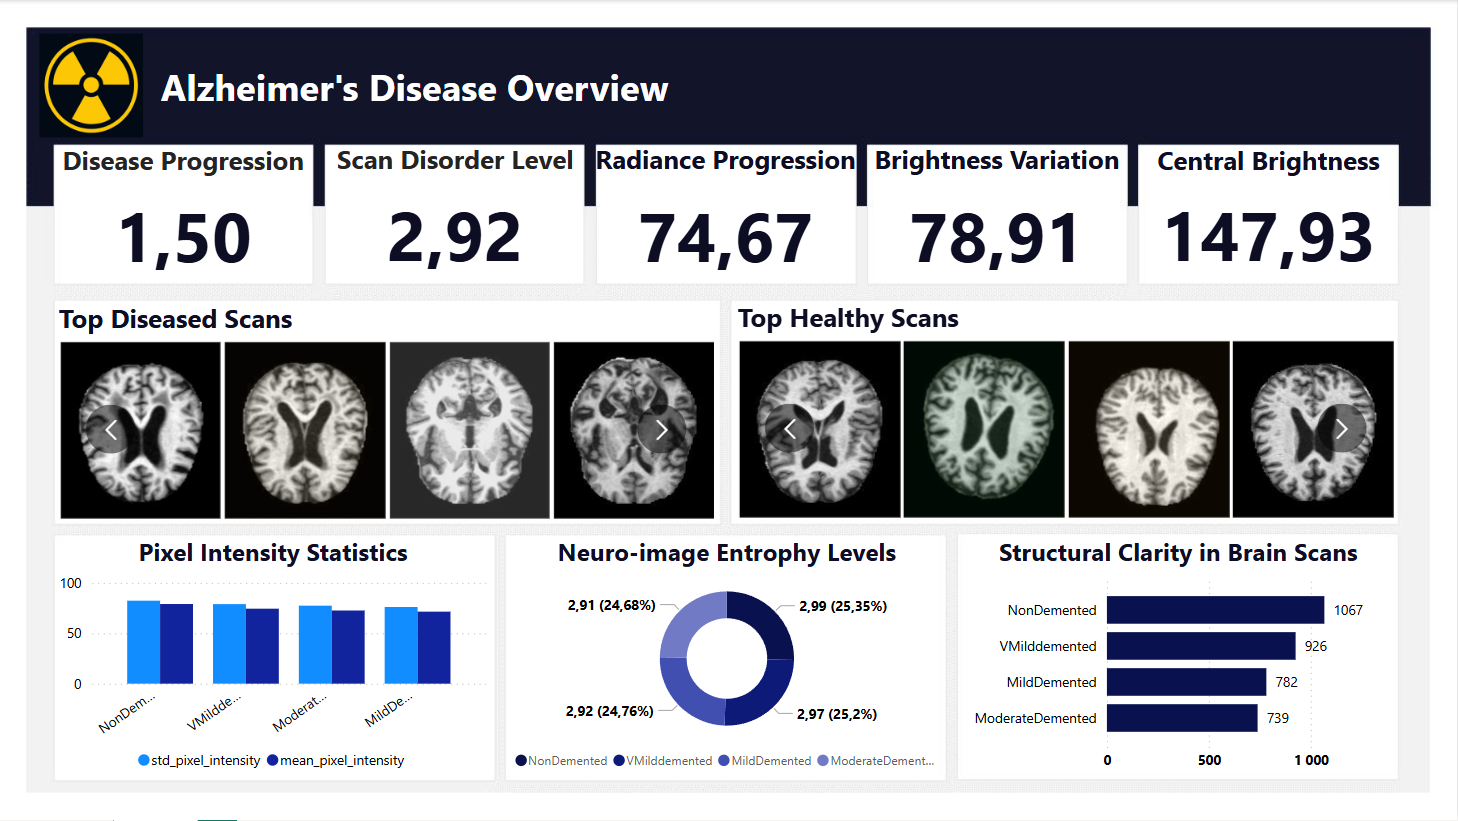 Alzheimer's Disease Overview
Disease Progression
1,50
Scan Disorder Level
2,92
Radiance Progression
74,67
Brightness Variation
78,91
Central Brightness
147,93
Top Diseased Scans
Top Healthy Scans
Pixel Intensity Statistics
100
50
0
NonDem...
VMildde...
Moderat...
MildDe...
std_pixel_intensity mean_pixel_intensity
Neuro-image Entrophy Levels
2,91 (24,68%)
2,99 (25,35%)
2,92 (24,76%)
2,97 (25,2%)
NonDemented VMilddemented MildDemented ModerateDement...
Structural Clarity in Brain Scans
NonDemented 1067
VMilddemented 926
MildDemented 782
ModerateDemented 739
0 500 1 000